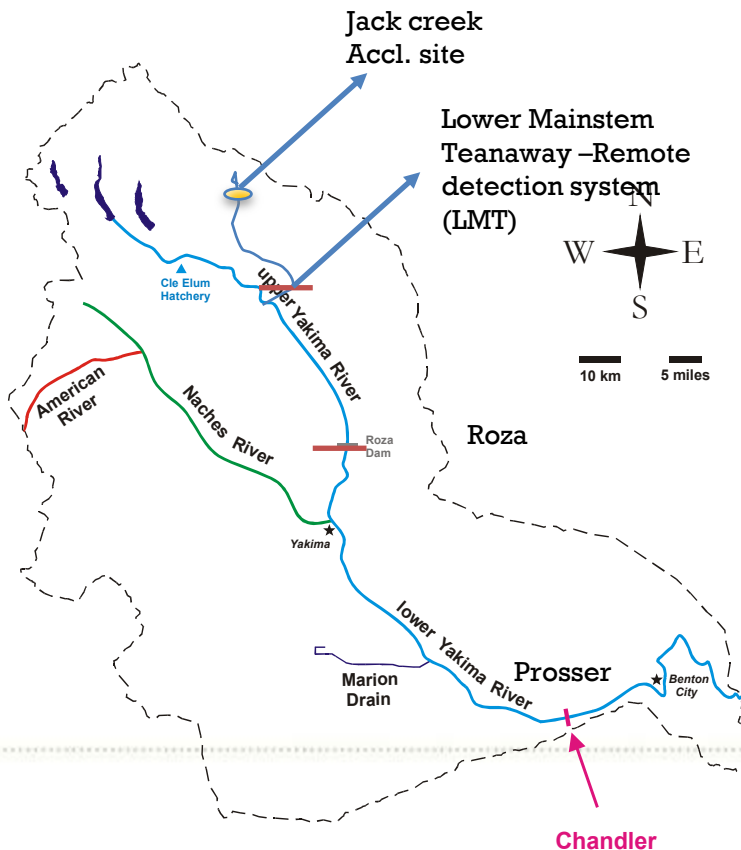 Jack creek
Accl. site
Lower Mainstem
Teanaway –Remote
detection system
(LMT)
N
W E
S
Cle Elum
Hatchery
upper Yakima River
10 km 5 miles
American
River
Naches River
Roza
Dam
Roza
Yakima
lower Yakima River
Marion
Drain
Prosser
Benton
City
Chandler